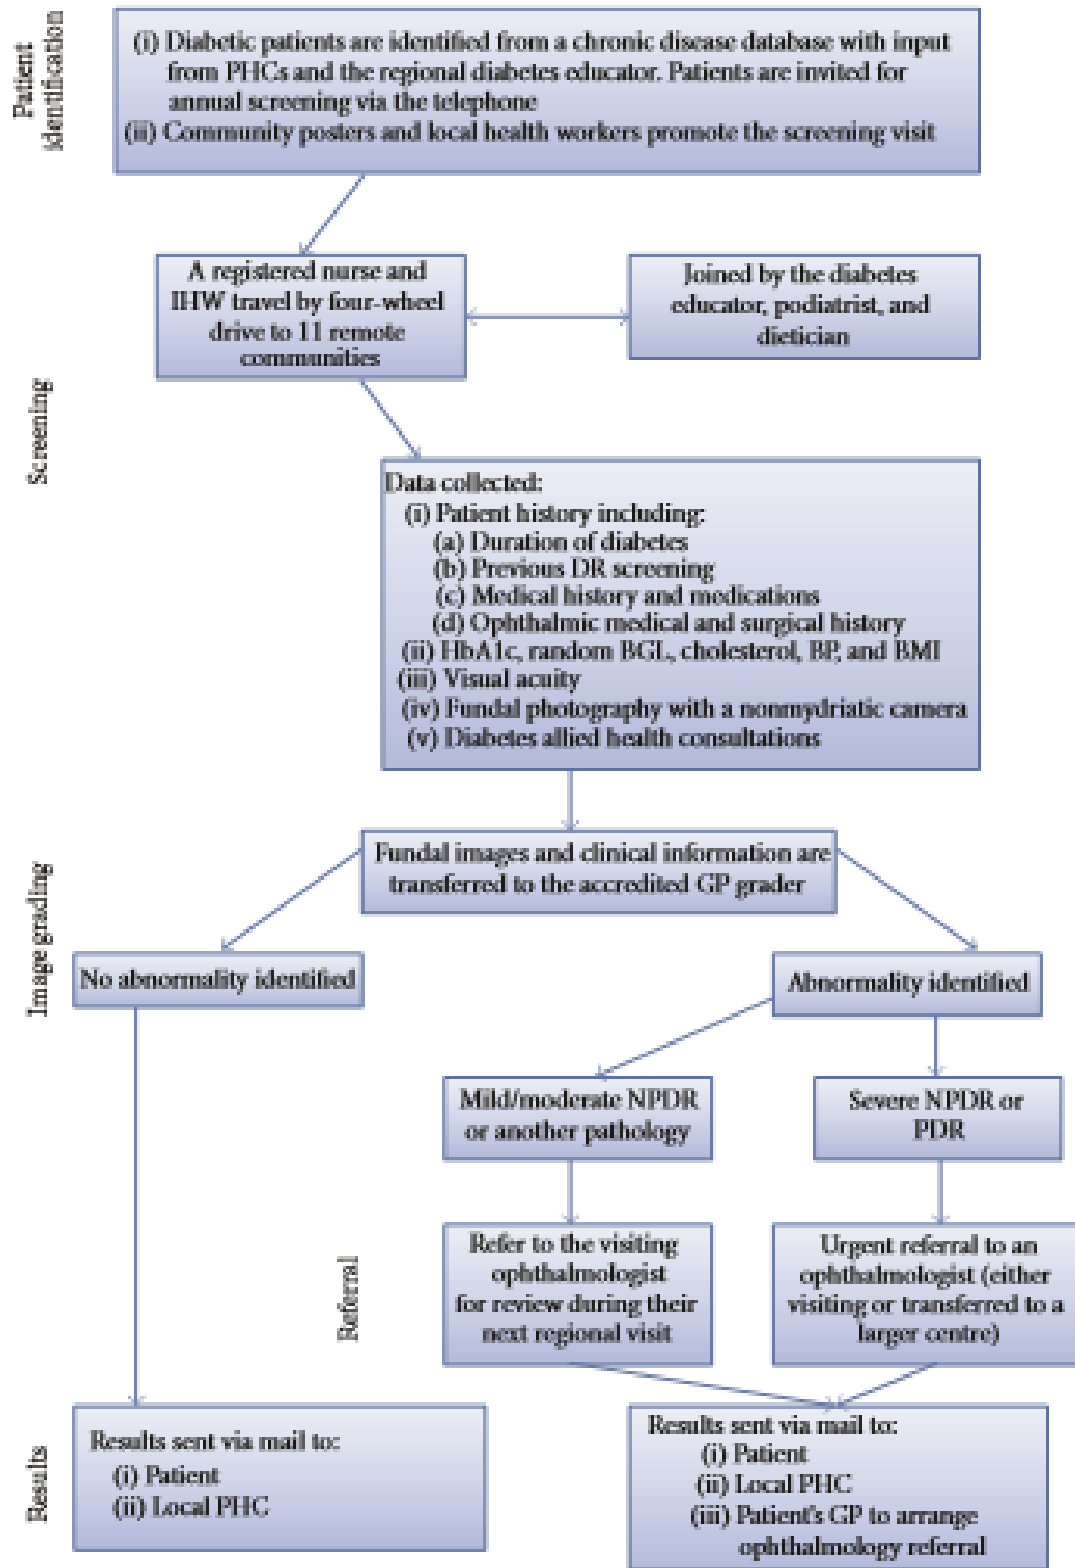 Patient
identification
(i) Diabetic patients are identified from a chronic disease database with input
from PHCs and the regional diabetes educator. Patients are invited for
annual screening via the telephone
(ii) Community posters and local health workers promote the screening visit
Screening
A registered nurse and
IHW travel by four-wheel
drive to 11 remote
communities
Joined by the diabetes
educator, podiatrist, and
dietician
Data collected:
(i) Patient history including:
(a) Duration of diabetes
(b) Previous DR screening
(c) Medical history and medications
(d) Ophthalmic medical and surgical history
(ii) HbA1c, random BGL, cholesterol, BP, and BMI
(iii) Visual acuity
(iv) Fundal photography with a nonmydriatic camera
(v) Diabetes allied health consultations
Image grading
Fundal images and clinical information are
transferred to the accredited GP grader
No abnormality identified
Abnormality identified
Mild/moderate NPDR
or another pathology
Severe NPDR or
PDR
Referral
Refer to the visiting
ophthalmologist
for review during their
next regional visit
Urgent referral to an
ophthalmologist (either
visiting or transferred to a
larger centre)
Results
Results sent via mail to:
(i) Patient
(ii) Local PHC
Results sent via mail to:
(i) Patient
(ii) Local PHC
(iii) Patient's GP to arrange
ophthalmology referral